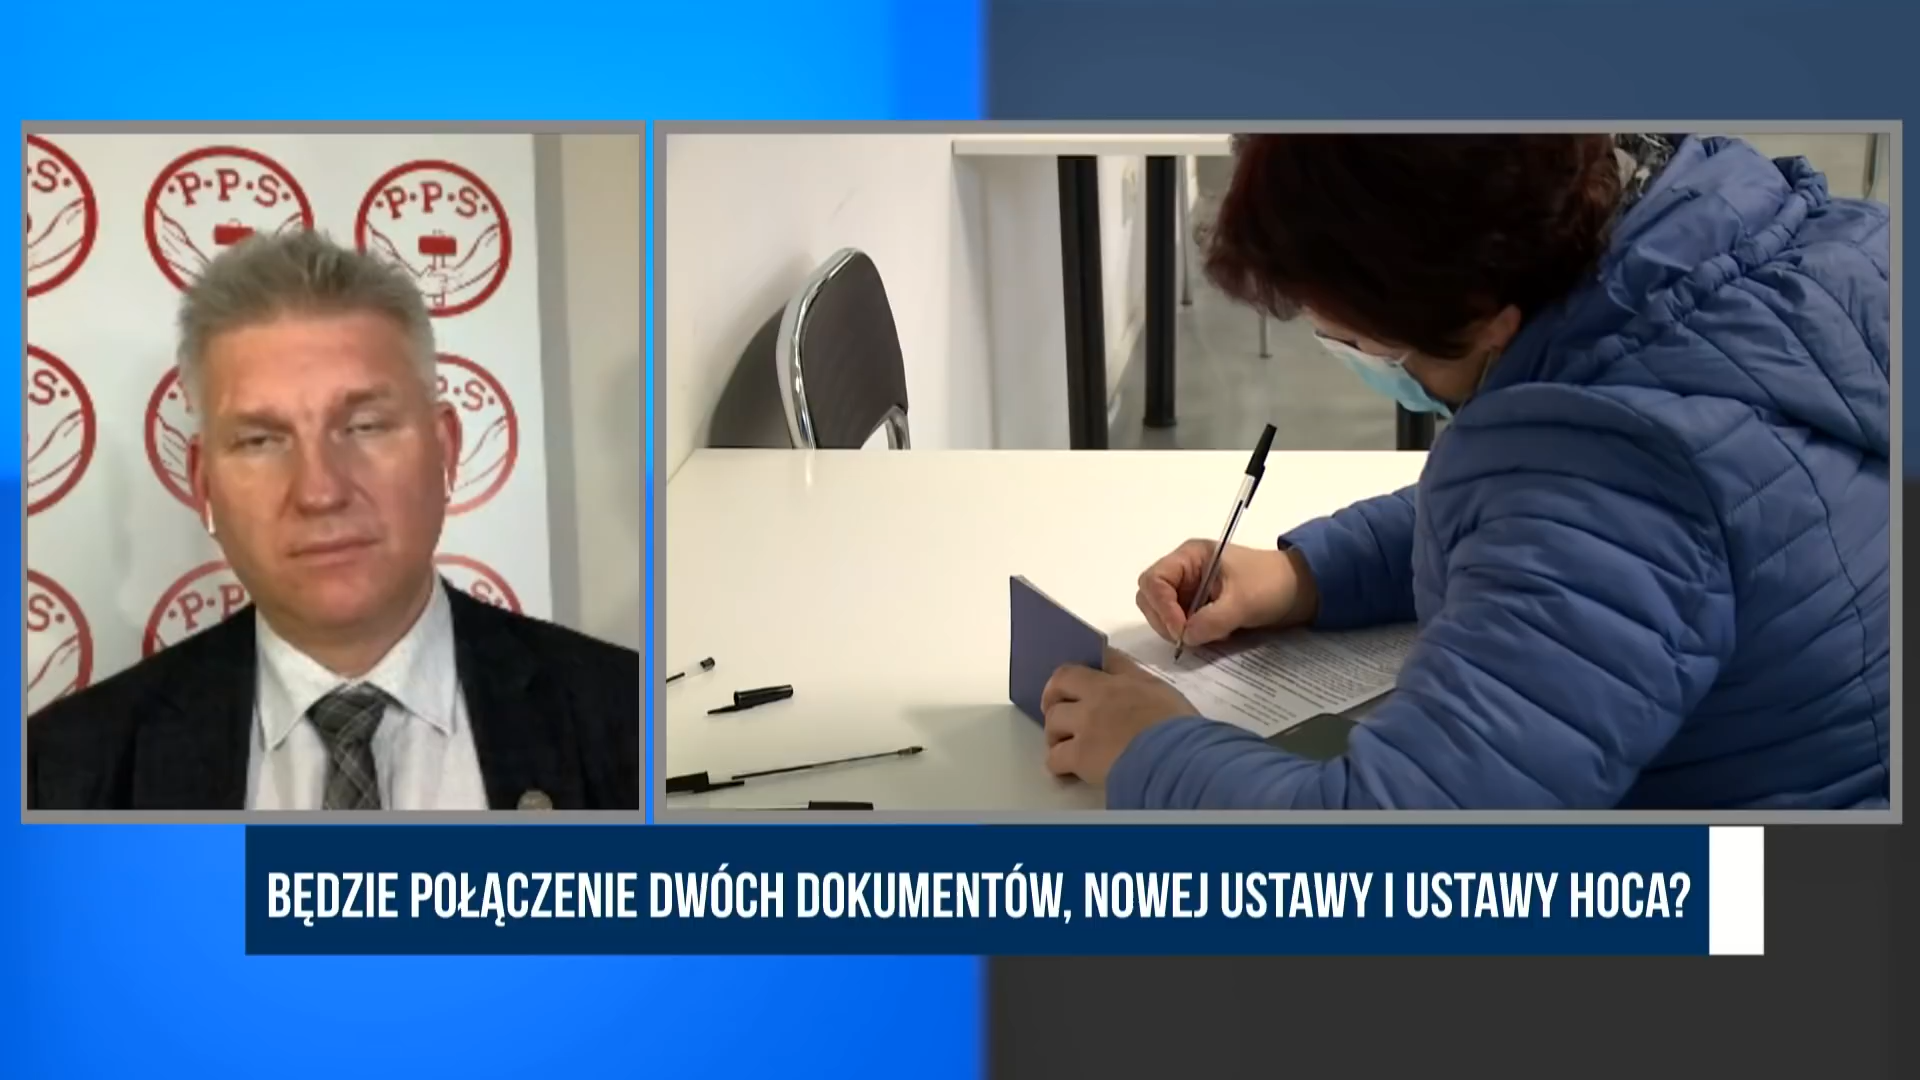 ·S·
·P·P·S·
·P·P·S·
·S·
·S·
S·
·P·P
BĘDZIE POŁĄCZENIE DWÓCH DOKUMENTÓW, NOWEJ USTAWY I USTAWY HOCA?